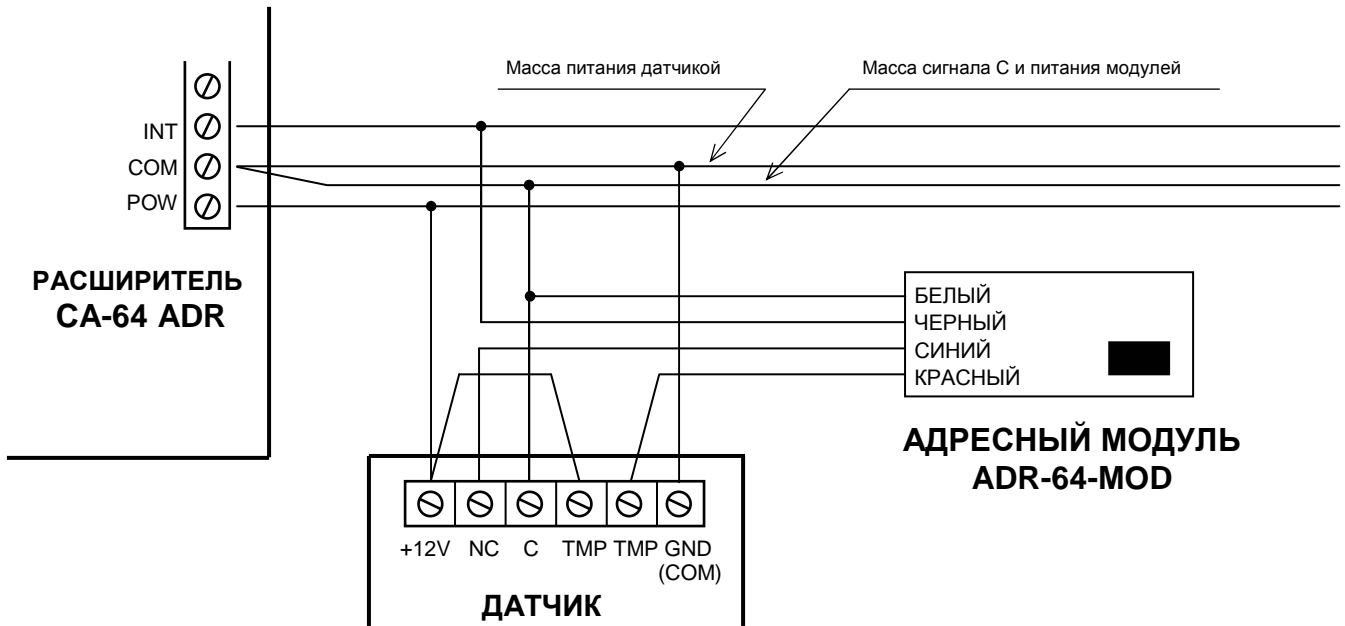 Масса питания датчикой
Масса сигнала С и питания модулей
INT
COM
POW
РАСШИРИТЕЛЬ
CA-64 ADR
БЕЛЫЙ
ЧЕРНЫЙ
СИНИЙ
КРАСНЫЙ
АДРЕСНЫЙ МОДУЛЬ
ADR-64-MOD
+12V NC C TMP TMP GND
(COM)
ДАТЧИК